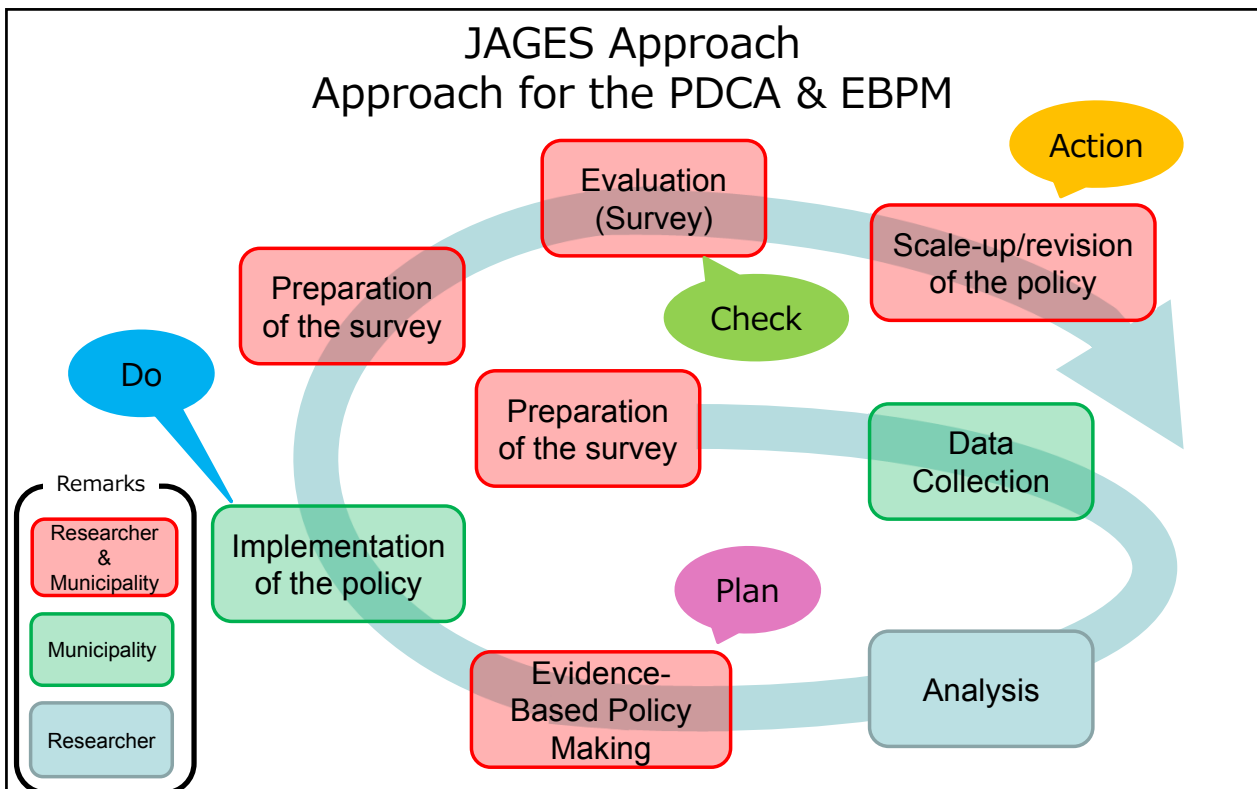 JAGES Approach
Approach for the PDCA & EBPM
Action
Evaluation
(Survey)
Scale-up/revision
of the policy
Preparation
of the survey
Check
Do
Preparation
of the survey
Data
Collection
Remarks
Researcher
&
Municipality
Implementation
of the policy
Plan
Municipality
Evidence-
Based Policy
Making
Analysis
Researcher